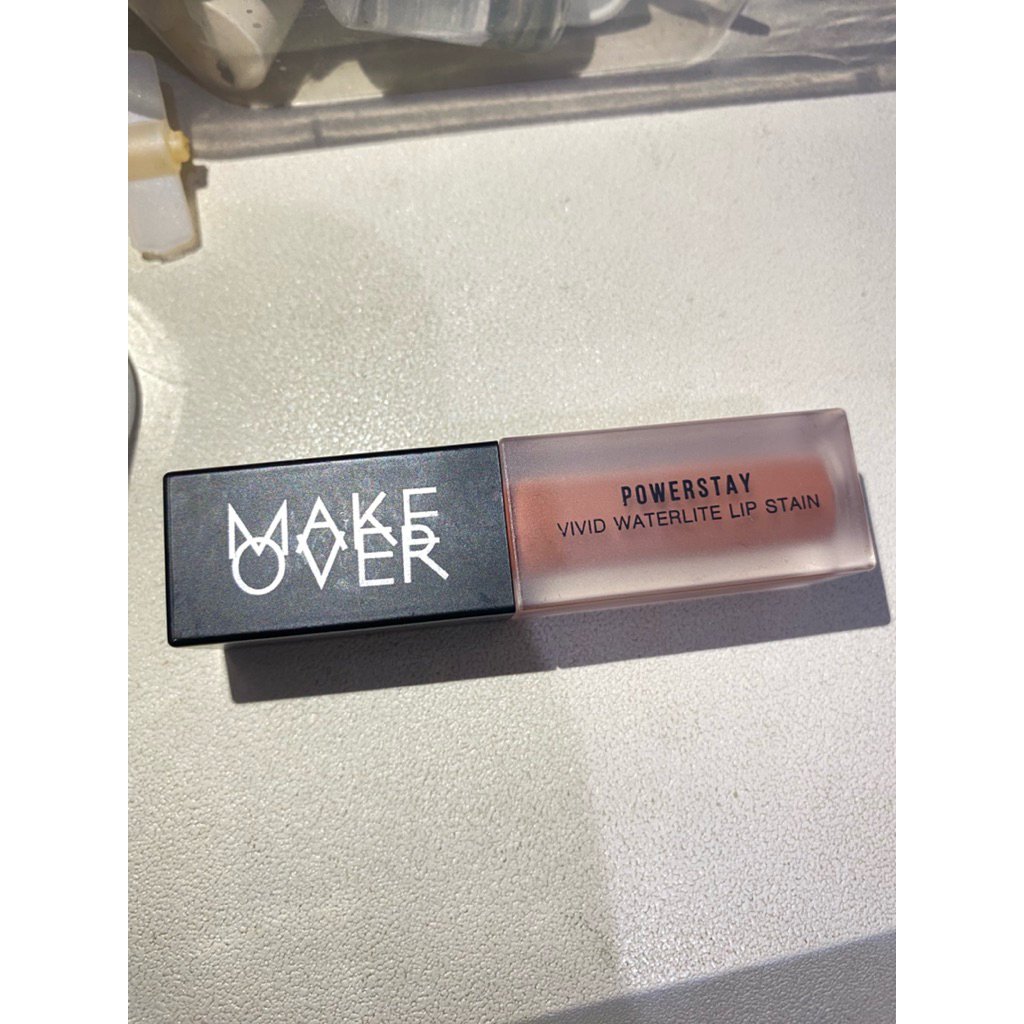 MAKE
OVER
POWERSTAY
VIVID WATERLITE LIP STAIN